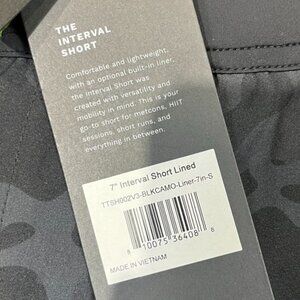 THE
INTERVAL
SHORT
Comfortable and lightweight,
with an optional built-in liner,
the Interval Short was
created with versatility and
mobility in mind. This is your
go-to short for metcons, HIIT
sessions, short runs, and
everything in between.
7" Interval Short Lined
TTSH002V3-BLKCAMO-Liner-7in-S
8 10075 36408 8
MADE IN VIETNAM